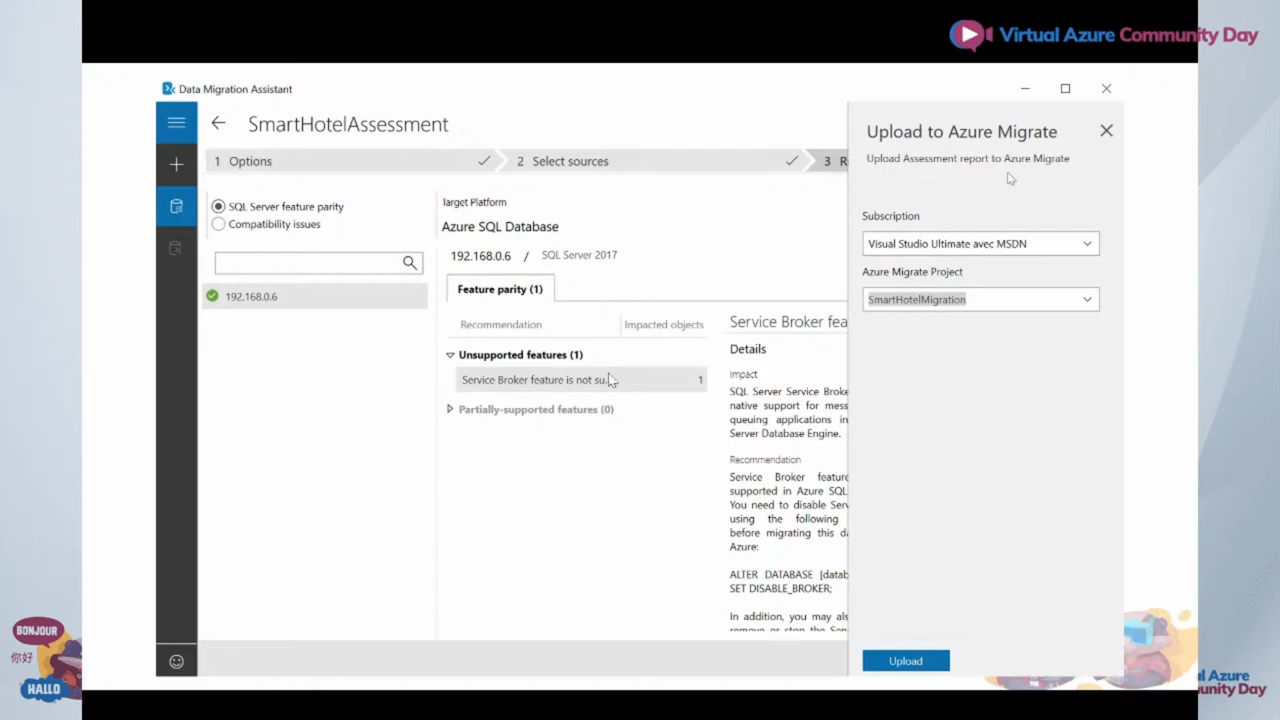 Virtual Azure Community Day
Data Migration Assistant
SmartHotelAssessment
1 Options
2 Select sources
3 R
SQL Server feature parity
Compatibility issues
192.168.0.6
Target Platform
Azure SQL Database
192.168.0.6 / SQL Server 2017
Feature parity (1)
Recommendation
Impacted objects
Unsupported features (1)
Service Broker feature is not su...
1
Partially-supported features (0)
Service Broker fea
Details
Impact
SQL Server Service Broke
native support for mess
queuing applications in
Server Database Engine.
Recommendation
Service Broker feature
supported in Azure SQL
You need to disable Serv
using the following
before migrating this da
Azure:
ALTER DATABASE [datab
SET DISABLE_BROKER;
In addition, you may als
remove or stop the Serv
Upload to Azure Migrate
Upload Assessment report to Azure Migrate
Subscription
Visual Studio Ultimate avec MSDN
Azure Migrate Project
SmartHotelMigration
Upload
BONJOUR
你好
HALLO
al Azure
unity Day